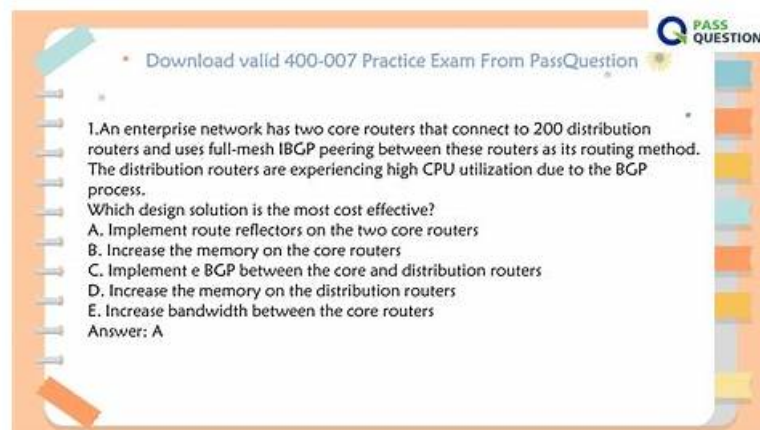 PASS
QUESTION
Download valid 400-007 Practice Exam From PassQuestion
1.An enterprise network has two core routers that connect to 200 distribution
routers and uses full-mesh IBGP peering between these routers as its routing method.
The distribution routers are experiencing high CPU utilization due to the BGP
process.
Which design solution is the most cost effective?
A. Implement route reflectors on the two core routers
B. Increase the memory on the core routers
C. Implement e BGP between the core and distribution routers
D. Increase the memory on the distribution routers
E. Increase bandwidth between the core routers
Answer: A